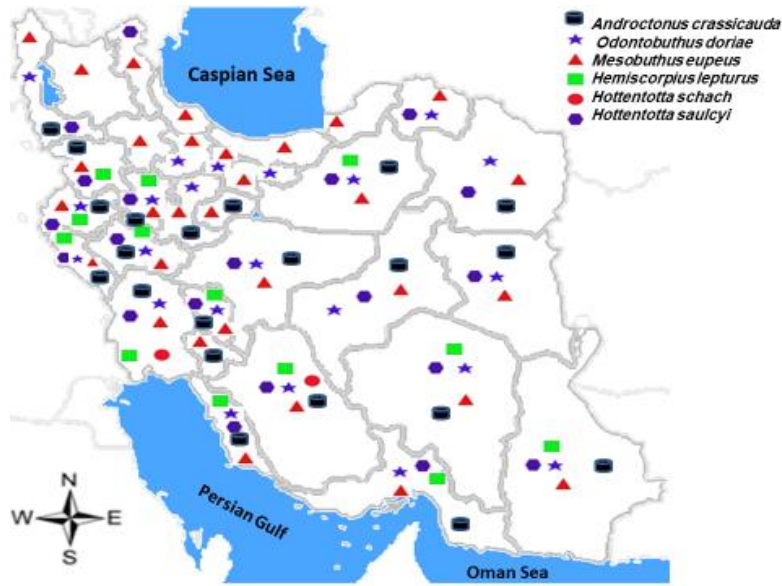 Androctonus crassicauda
Odontobuthus doriae
Mesobuthus eupeus
Hemiscorpius lepturus
Hottentotta schach
Hottentotta saulcyi
Caspian Sea
N
W E
S
Persian Gulf
Oman Sea